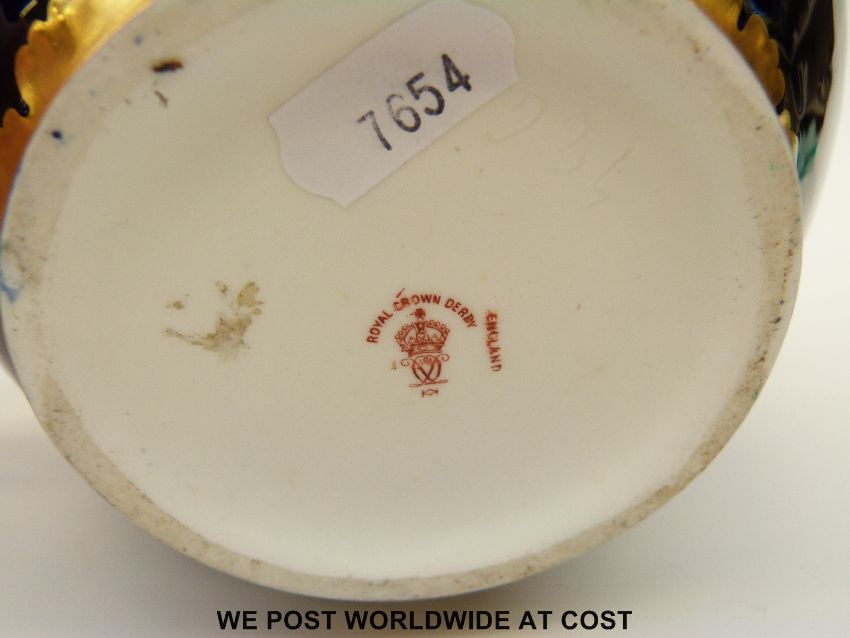 7654
ROYAL CROWN DERBY
ENGLAND
WE POST WORLDWIDE AT COST